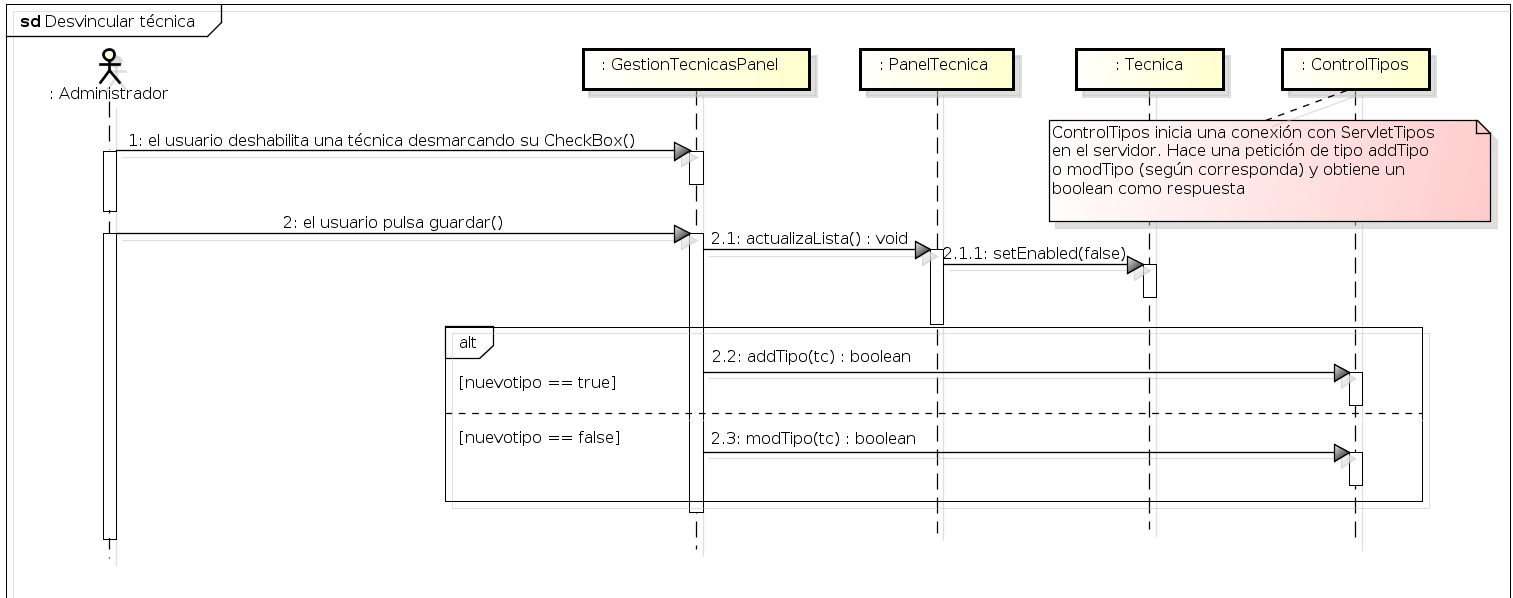 sd Desvincular técnica
: Administrador
: GestionTecnicasPanel
: PanelTecnica
: Tecnica
: ControlTipos
ControlTipos inicia una conexión con ServletTipos
en el servidor. Hace una petición de tipo addTipo
o modTipo (según corresponda) y obtiene un
boolean como respuesta
1: el usuario deshabilita una técnica desmarcando su CheckBox()
2: el usuario pulsa guardar()
2.1: actualizaLista() : void
2.1.1: setEnabled(false)
alt
2.2: addTipo(tc) : boolean
[nuevotipo == true]
[nuevotipo == false]
2.3: modTipo(tc) : boolean